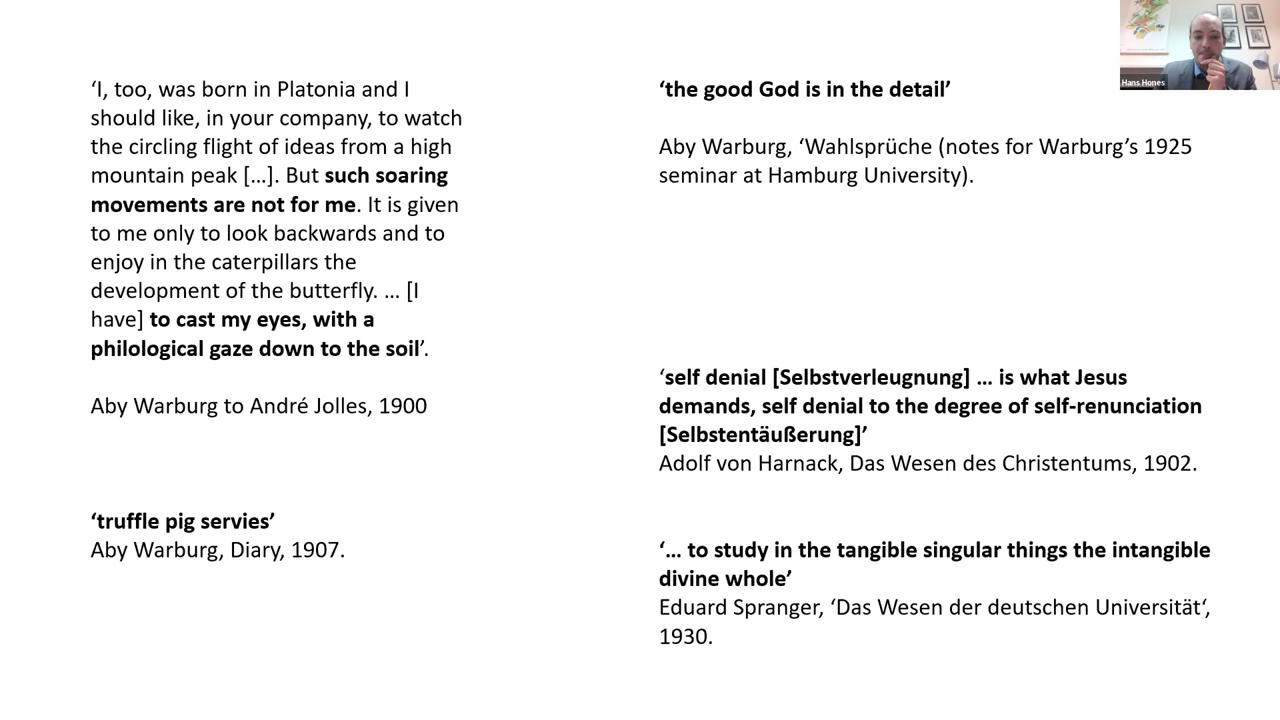 ‘I, too, was born in Platonia and I
should like, in your company, to watch
the circling flight of ideas from a high
mountain peak […]. But such soaring
movements are not for me. It is given
to me only to look backwards and to
enjoy in the caterpillars the
development of the butterfly. … [I
have] to cast my eyes, with a
philological gaze down to the soil’.
Aby Warburg to André Jolles, 1900
‘truffle pig servies’
Aby Warburg, Diary, 1907.
‘the good God is in the detail’
Aby Warburg, ‘Wahlsprüche (notes for Warburg’s 1925
seminar at Hamburg University).
‘self denial [Selbstverleugnung] … is what Jesus
demands, self denial to the degree of self-renunciation
[Selbstentäußerung]’
Adolf von Harnack, Das Wesen des Christentums, 1902.
‘… to study in the tangible singular things the intangible
divine whole’
Eduard Spranger, ‘Das Wesen der deutschen Universität‘,
1930.
Hans Hones